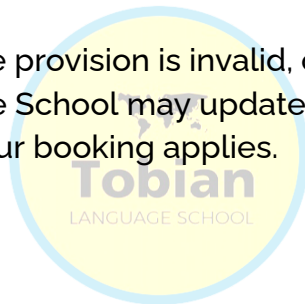 e provision is invalid,
e School may update
ur booking applies.
Tobian
LANGUAGE SCHOOL